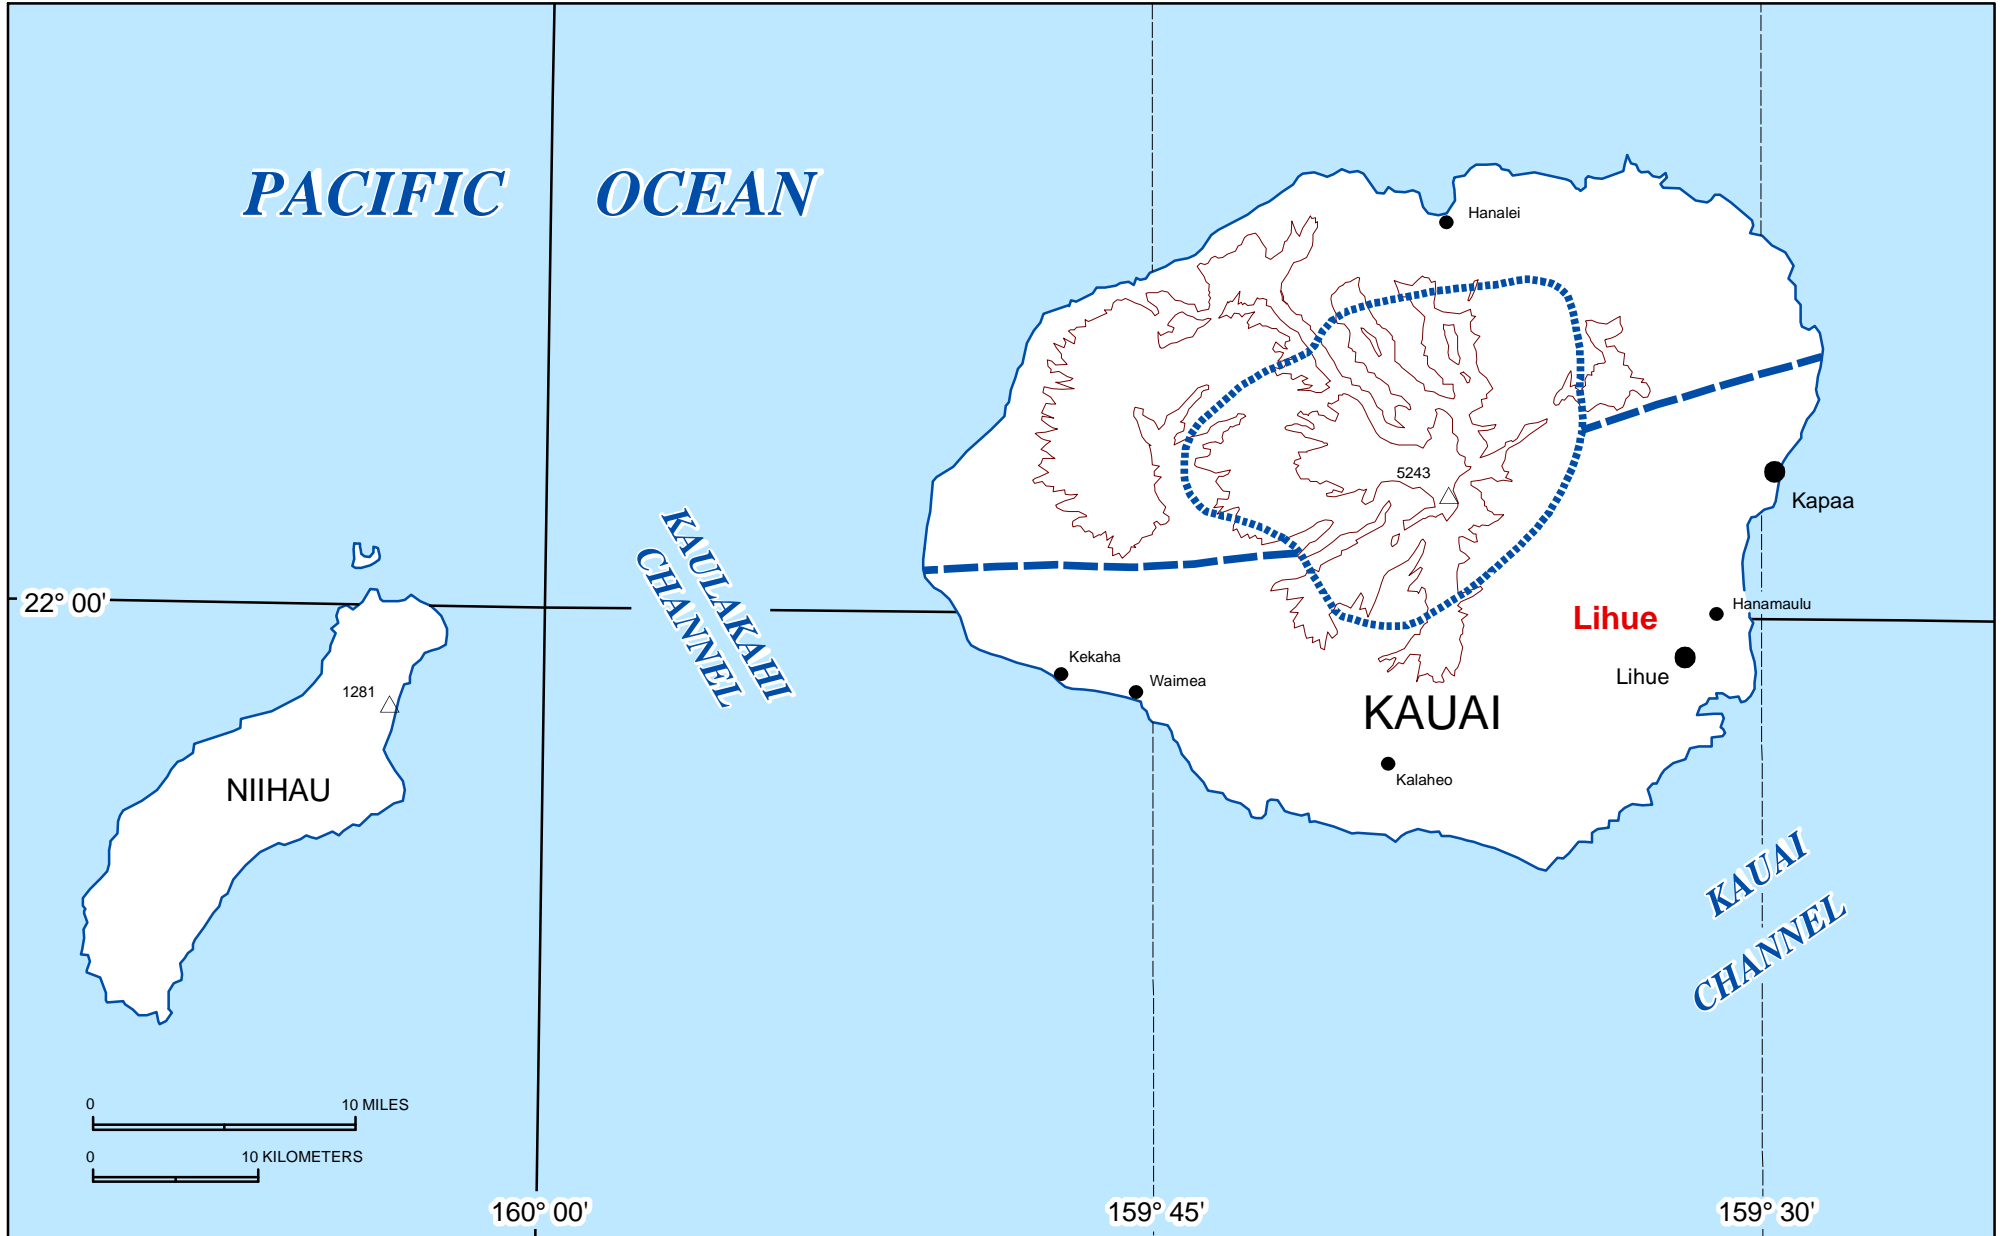 PACIFIC OCEAN
Hanalei
5243
Kapaa
KAULAKAHI
CHANNEL
22° 00'
Lihue
Hanamaulu
Kekaha
Waimea
Lihue
1281
KAUAI
Kalaheo
NIIHAU
KAUAI
CHANNEL
0 10 MILES
0 10 KILOMETERS
160° 00' 159° 45' 159° 30'